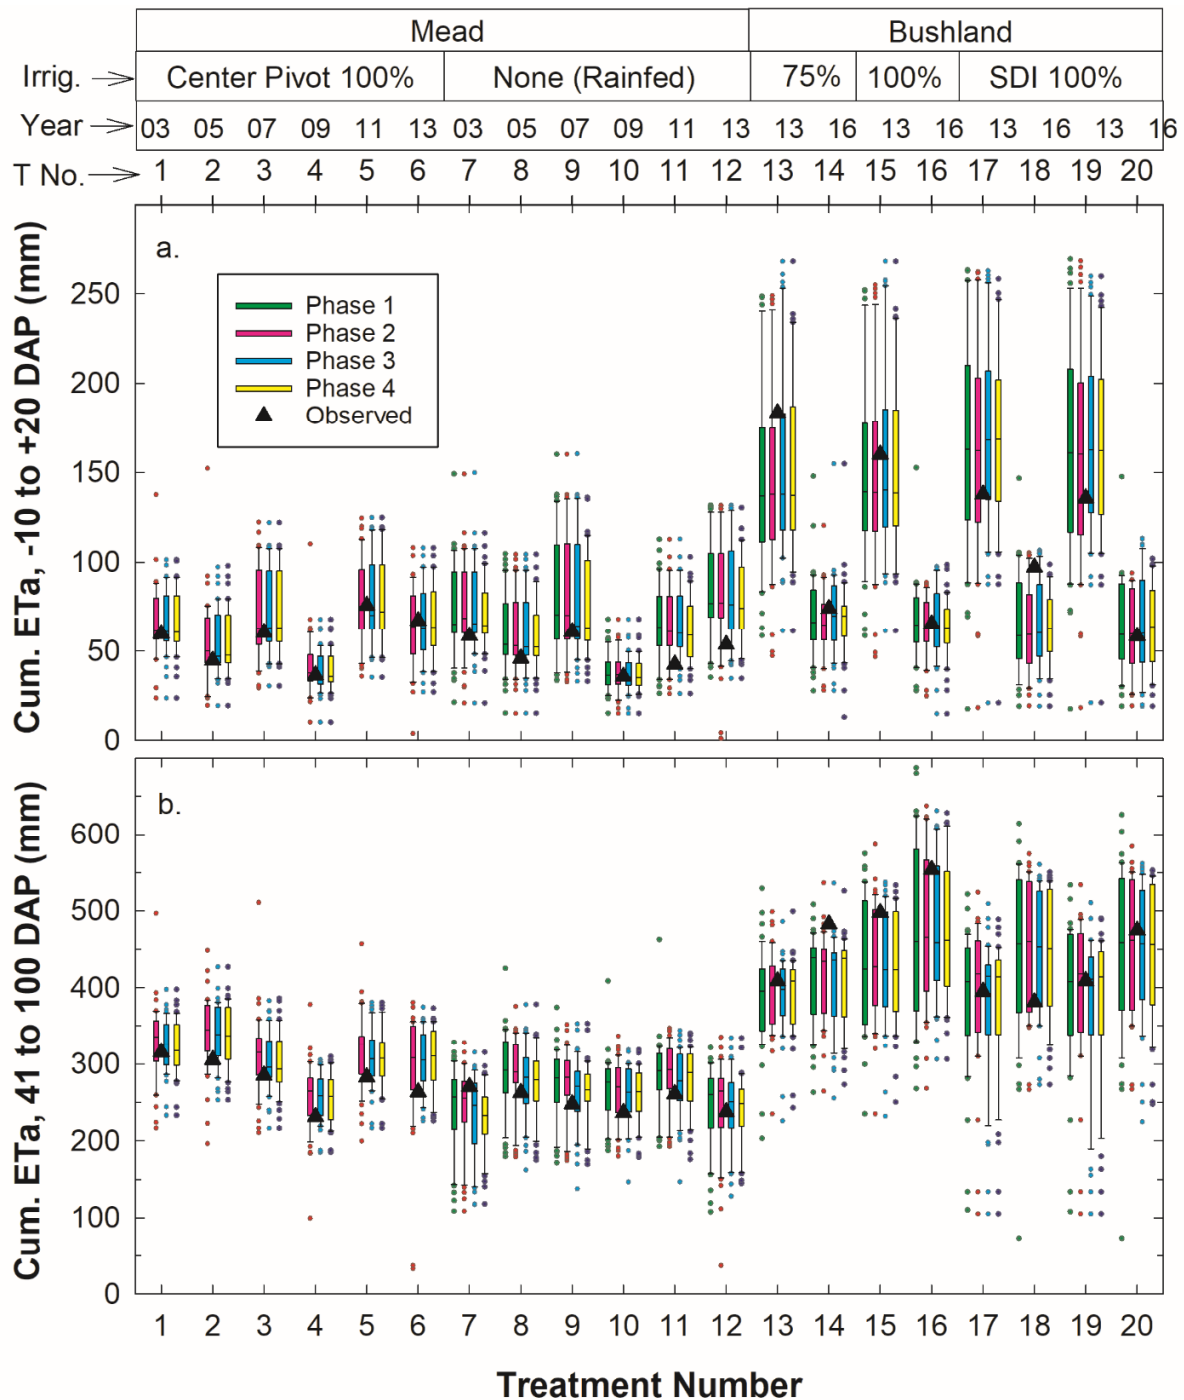 Mead Bushland
Irrig. Center Pivot 100% None (Rainfed) 75% 100% SDI 100%
Year 03 05 07 09 11 13 03 05 07 09 11 13 13 16 13 16 13 16 13 16
T No. 1 2 3 4 5 6 7 8 9 10 11 12 13 14 15 16 17 18 19 20
Cum. ETa, -10 to +20 DAP (mm)
a.
250
200
150
100
50
0
Phase 1
Phase 2
Phase 3
Phase 4
Observed
Cum. ETa, 41 to 100 DAP (mm)
b.
600
500
400
300
200
100
0
1 2 3 4 5 6 7 8 9 10 11 12 13 14 15 16 17 18 19 20
Treatment Number